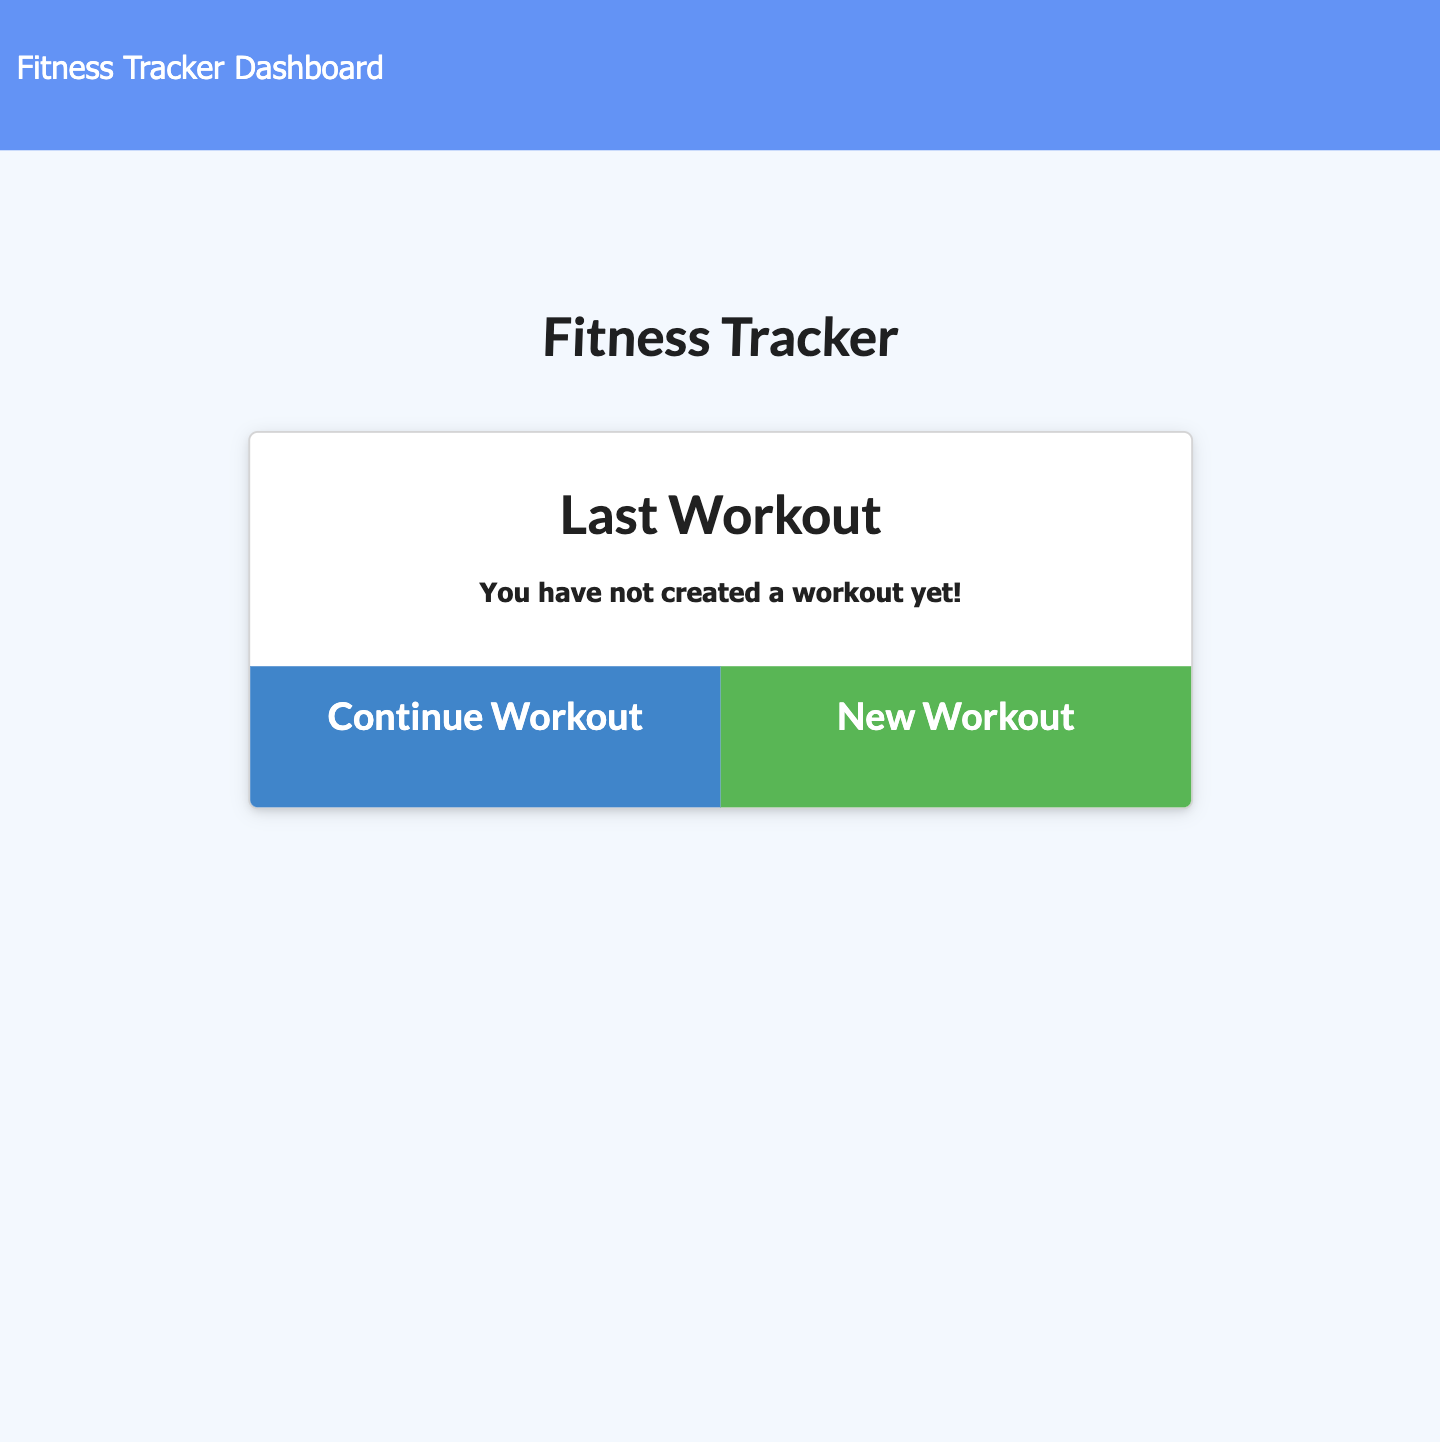 Fitness Tracker Dashboard
Fitness Tracker
Last Workout
You have not created a workout yet!
Continue Workout
New Workout